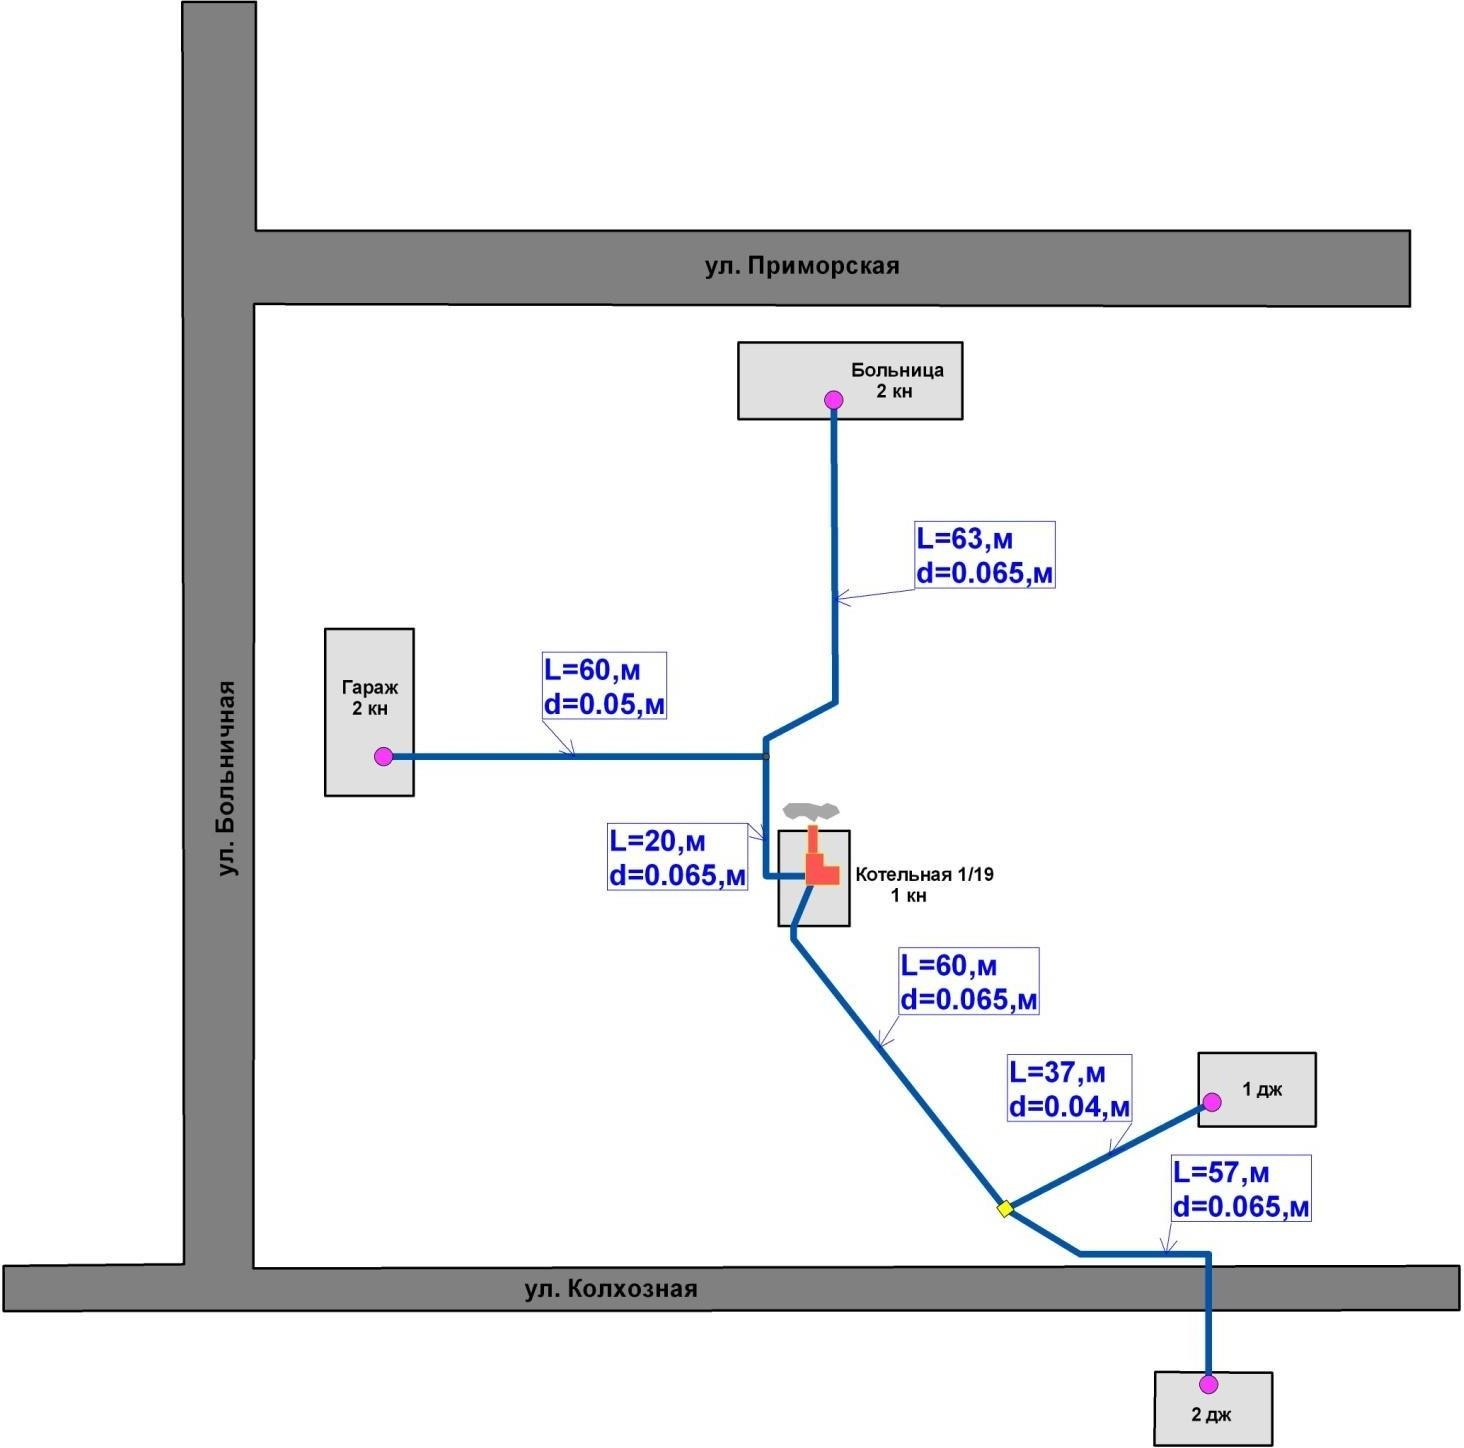 ул. Приморская
Больница
2 кн
L=63,м
d=0.065,м
L=60,м
d=0.05,м
Гараж
2 кн
ул. Больничная
L=20,м
d=0.065,м
Котельная 1/19
1 кн
L=60,м
d=0.065,м
L=37,м
d=0.04,м
1 дж
L=57,м
d=0.065,м
ул. Колхозная
2 дж